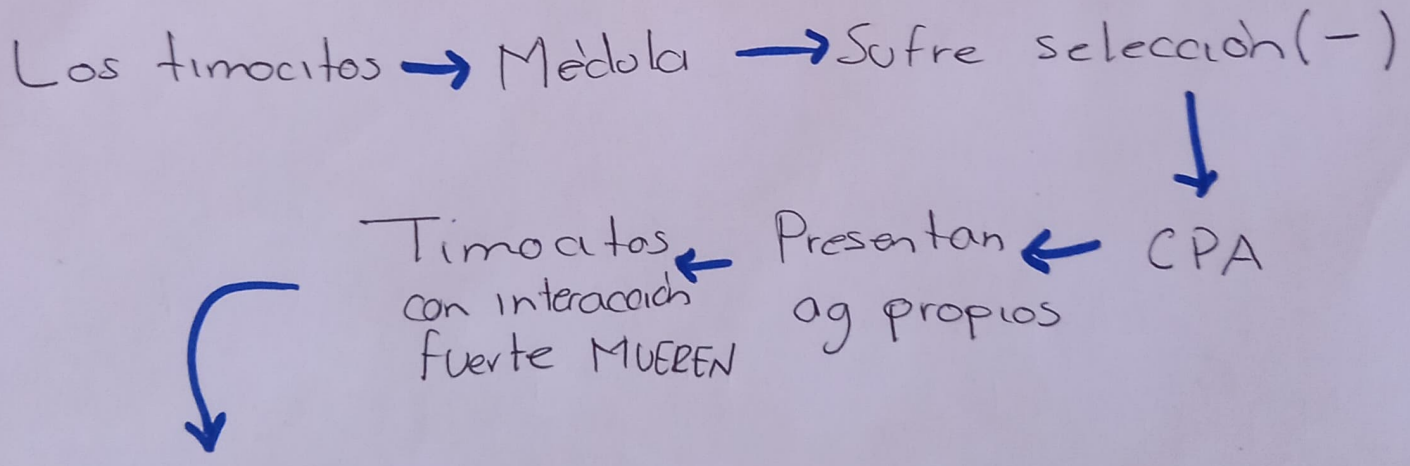 Los timocitos → Médula → Sufre selección (-)
CPA
Presentan
ag propios
Timocitos
con interacción
fuerte MUEREN